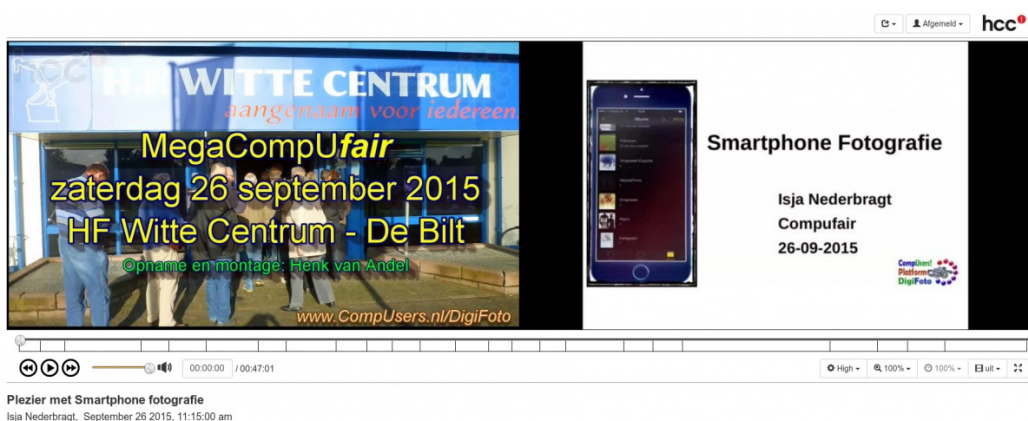 Afgemeld
hcc!
H.F. WITTE CENTRUM
aangenaam voor iedereen
MegaCompUfair
zaterdag 26 september 2015
HF Witte Centrum - De Bilt
Opname en montage: Henk van Andel
www.CompUsers.nl/DigiFoto
Albums
Instagram
Smartphone Fotografie
Isja Nederbragt
Compufair
26-09-2015
CompUsers!
Platform
DigiFoto
00:00:00 / 00:47:01
High
100%
100%
uit
Plezier met Smartphone fotografie
Isja Nederbragt, September 26 2015, 11:15:00 am